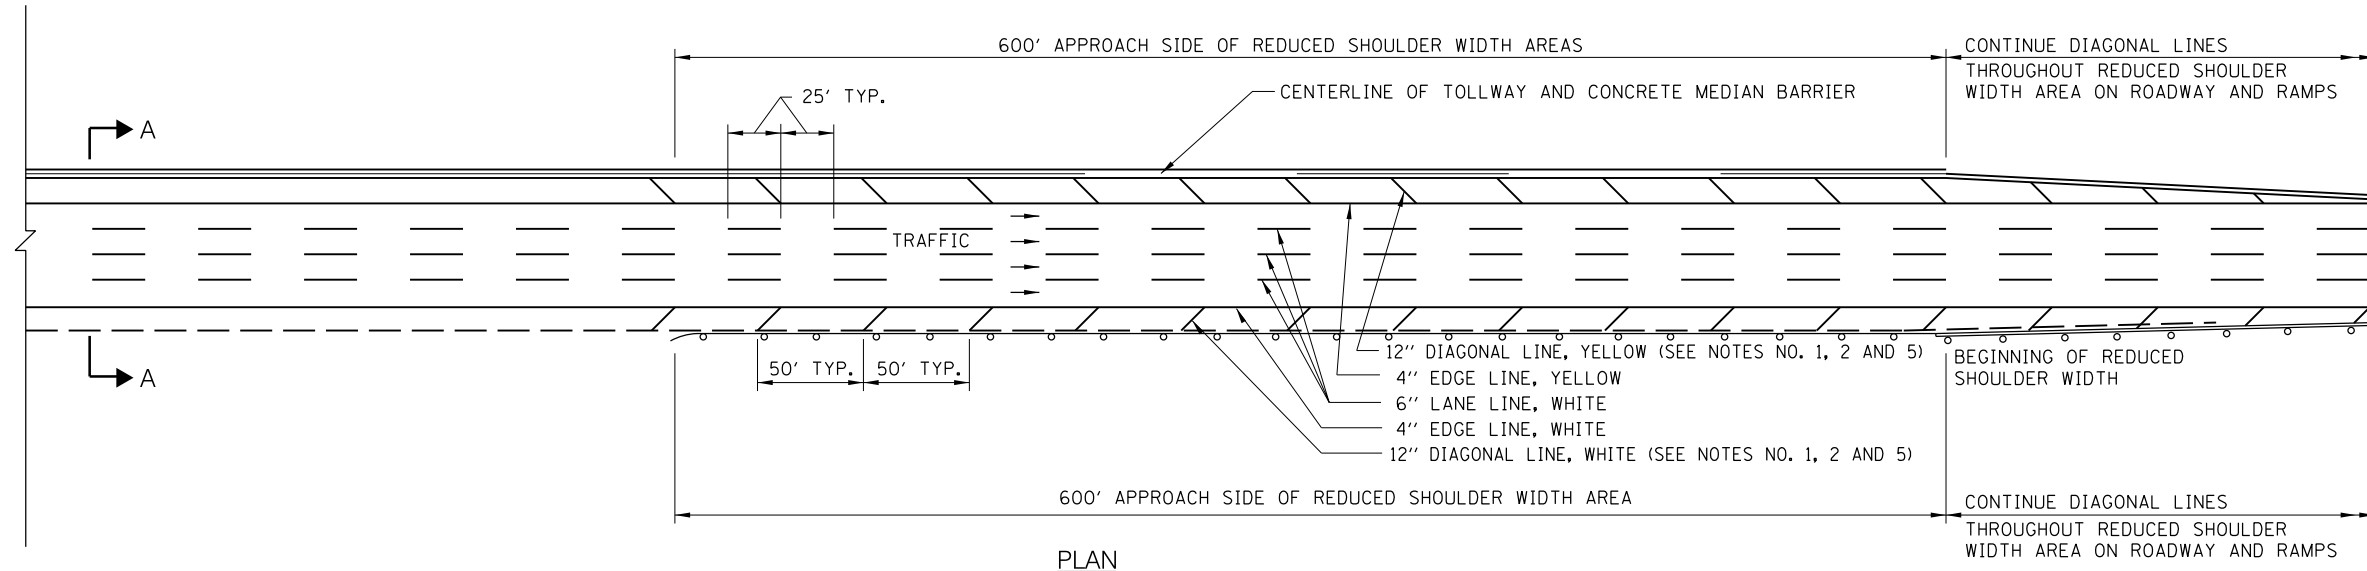 600' APPROACH SIDE OF REDUCED SHOULDER WIDTH AREAS
CONTINUE DIAGONAL LINES
THROUGHOUT REDUCED SHOULDER
WIDTH AREA ON ROADWAY AND RAMPS
25' TYP.
CENTERLINE OF TOLLWAY AND CONCRETE MEDIAN BARRIER
A
TRAFFIC
A
50' TYP.
50' TYP.
12'' DIAGONAL LINE, YELLOW (SEE NOTES NO. 1, 2 AND 5)
4'' EDGE LINE, YELLOW
6'' LANE LINE, WHITE
4'' EDGE LINE, WHITE
12'' DIAGONAL LINE, WHITE (SEE NOTES NO. 1, 2 AND 5)
BEGINNING OF REDUCED
SHOULDER WIDTH
600' APPROACH SIDE OF REDUCED SHOULDER WIDTH AREA
CONTINUE DIAGONAL LINES
THROUGHOUT REDUCED SHOULDER
WIDTH AREA ON ROADWAY AND RAMPS
PLAN